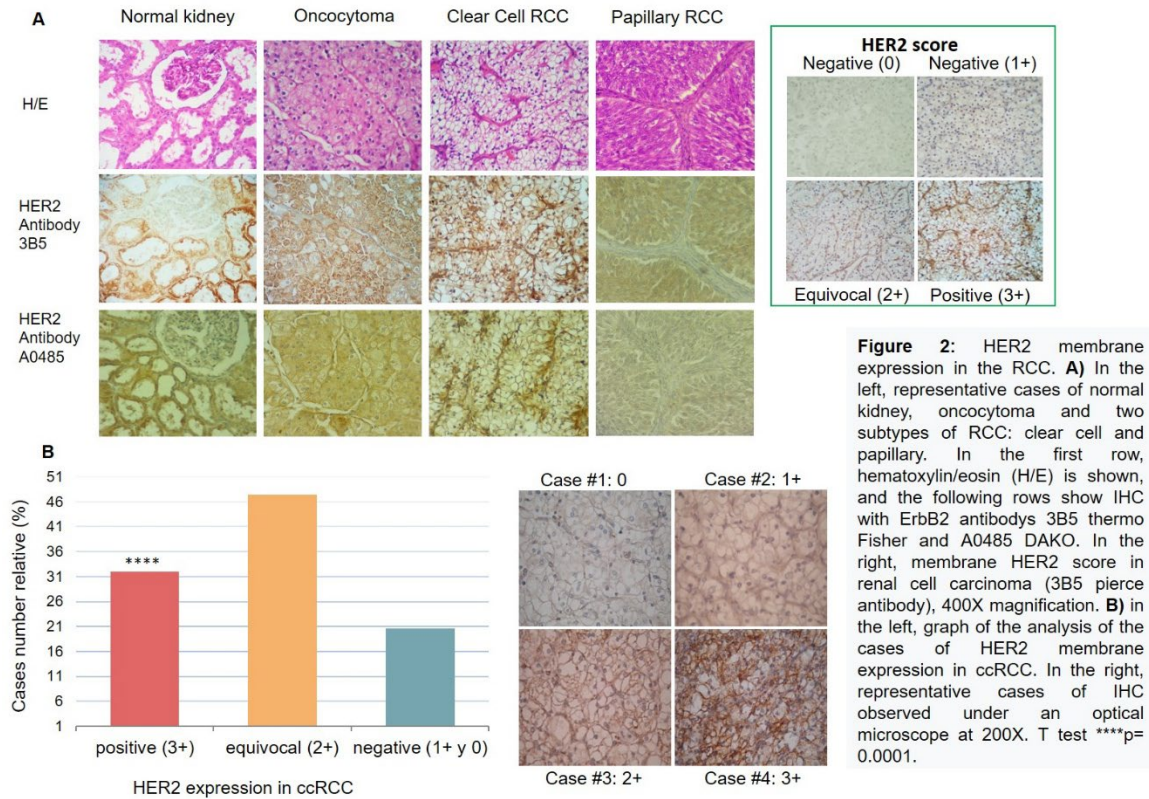 A
Normal kidney
Oncocytoma
Clear Cell RCC
Papillary RCC
H/E
HER2
Antibody
3B5
HER2
Antibody
A0485
HER2 score
Negative (0)
Negative (1+)
Equivocal (2+)
Positive (3+)
B
Cases number relative (%)
51
46
41
36
31
26
21
16
11
6
1
****
positive (3+)
equivocal (2+)
negative (1+ y 0)
HER2 expression in ccRCC
Case #1: 0
Case #2: 1+
Case #3: 2+
Case #4: 3+
Figure 2: HER2 membrane
expression in the RCC. A) In the
left, representative cases of normal
kidney, oncocytoma and two
subtypes of RCC: clear cell and
papillary. In the first row,
hematoxylin/eosin (H/E) is shown,
and the following rows show IHC
with ErbB2 antibodys 3B5 thermo
Fisher and A0485 DAKO. In the
right, membrane HER2 score in
renal cell carcinoma (3B5 pierce
antibody), 400X magnification. B) in
the left, graph of the analysis of the
cases of HER2 membrane
expression in ccRCC. In the right,
representative cases of IHC
observed under an optical
microscope at 200X. T test ****p=
0.0001.